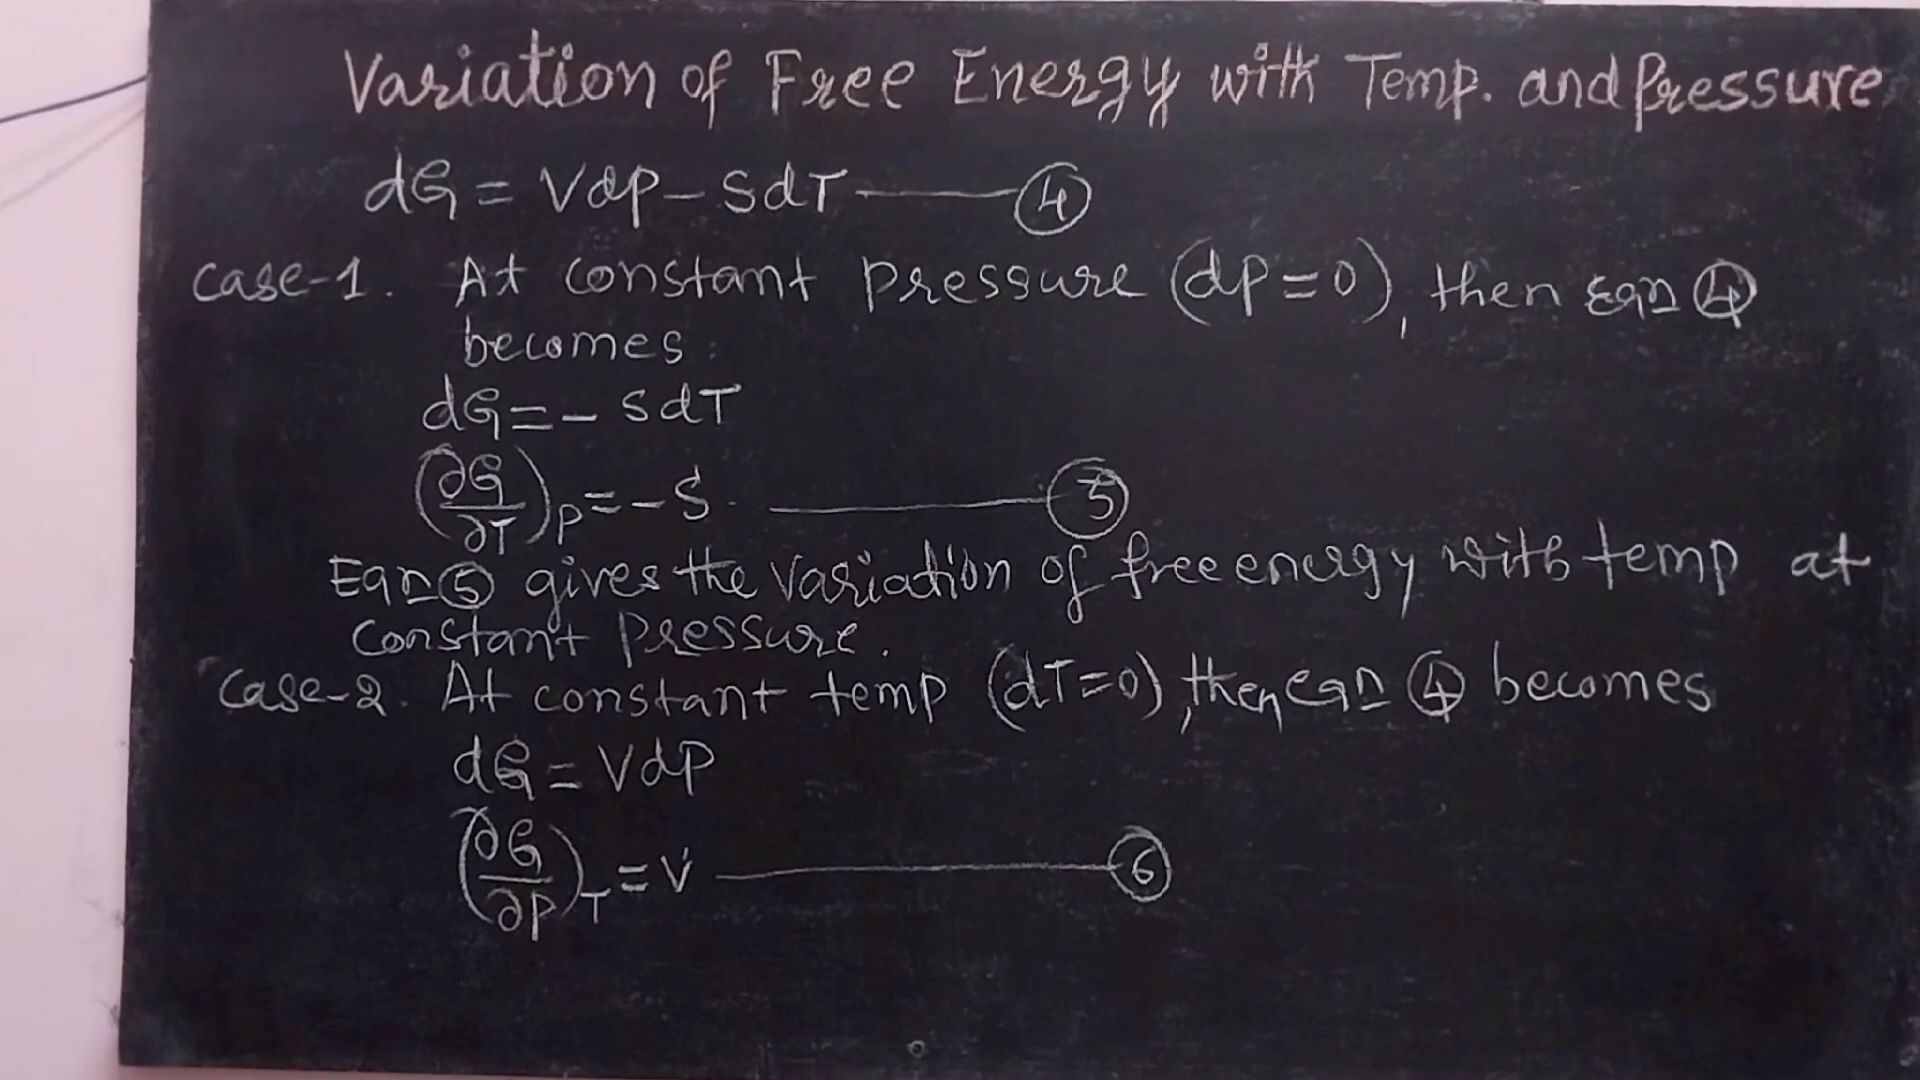 Variation of Free Energy with Temp. and Pressure
dG = VdP - SdT —— ④
Case-1. At constant pressure (dP=0), then eqn ④
becomes:
dG = - SdT
(∂G/∂T)P = -S —— ⑤
Eqn ⑤ gives the variation of free energy with temp at
constant pressure.
Case-2. At constant temp (dT=0), then eqn ④ becomes
dG = VdP
(∂G/∂P)T = V —— ⑥